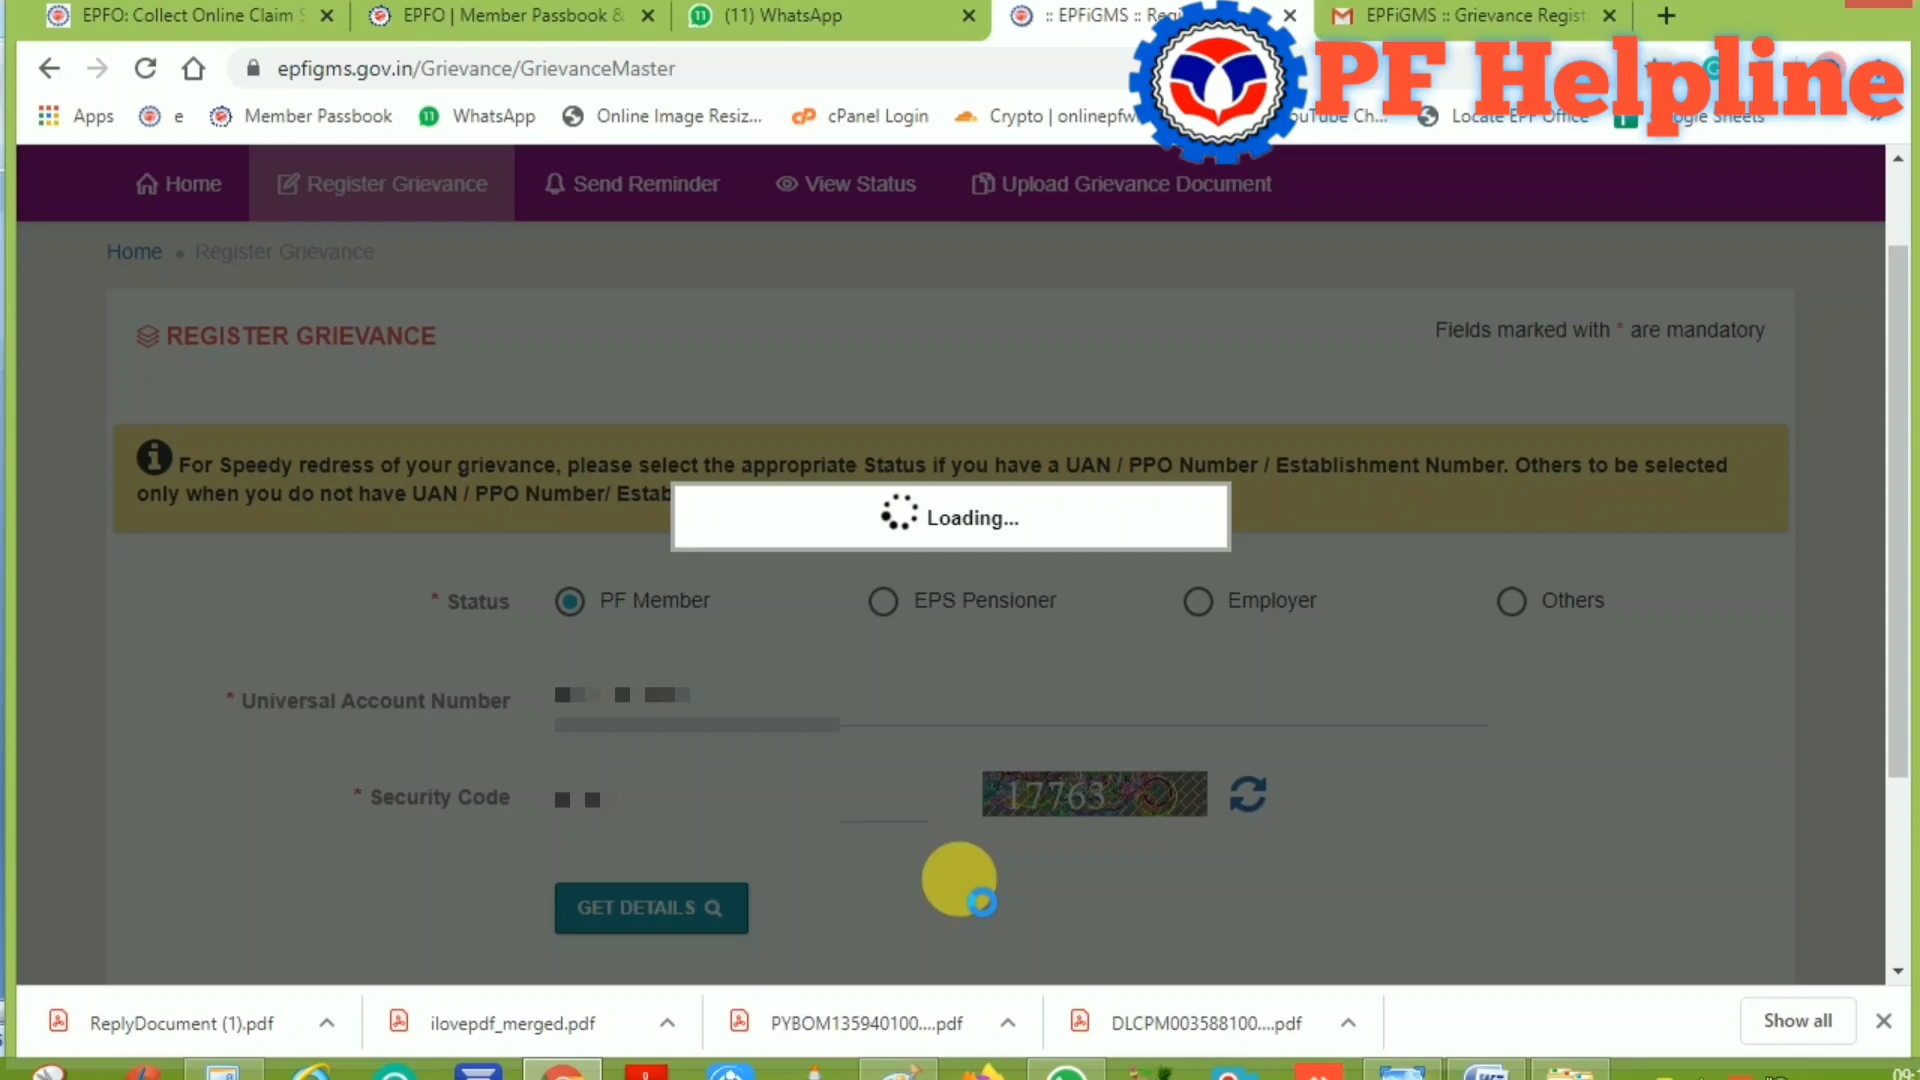 EPFO: Collect Online Claim
EPFO | Member Passbook &
(11) WhatsApp
:: EPFiGMS ::
EPFiGMS :: Grievance Regist
PF Helpline
epfigms.gov.in/Grievance/GrievanceMaster
Apps
e
Member Passbook
WhatsApp
Online Image Resiz...
cPanel Login
Crypto | onlinepfw
Locate EPF Office
Home
Register Grievance
Send Reminder
View Status
Upload Grievance Document
Home • Register Grievance
REGISTER GRIEVANCE
Fields marked with * are mandatory
For Speedy redress of your grievance, please select the appropriate Status if you have a UAN / PPO Number / Establishment Number. Others to be selected
only when you do not have UAN / PPO Number/
Loading...
* Status
PF Member
EPS Pensioner
Employer
Others
* Universal Account Number
* Security Code
17763
GET DETAILS
ReplyDocument (1).pdf
ilovepdf_merged.pdf
PYBOM135940100....pdf
DLCPM003588100....pdf
Show all